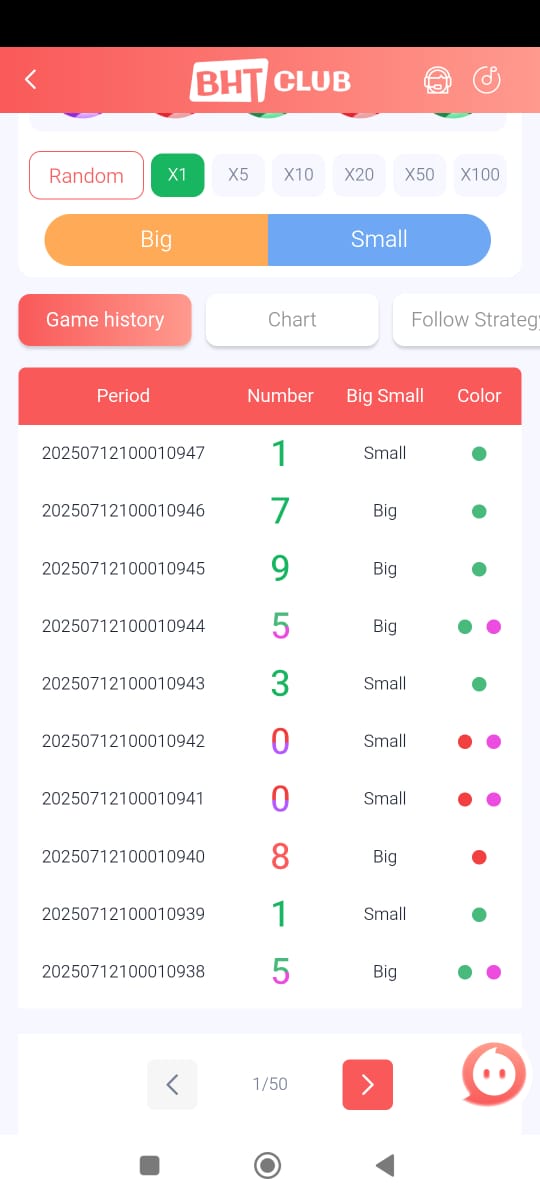 BHT CLUB
Random X1 X5 X10 X20 X50 X100
Big Small
Game history Chart Follow Strategy
Period Number Big Small Color
20250712100010947 1 Small
20250712100010946 7 Big
20250712100010945 9 Big
20250712100010944 5 Big
20250712100010943 3 Small
20250712100010942 0 Small
20250712100010941 0 Small
20250712100010940 8 Big
20250712100010939 1 Small
20250712100010938 5 Big
1/50